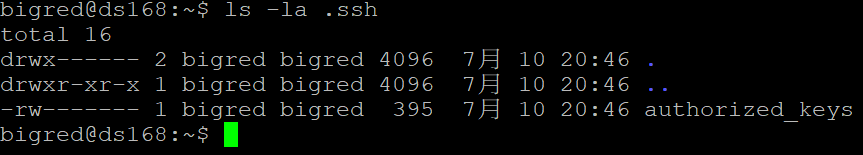 bigred@ds168:~$ ls -la .ssh
total 16
drwx------ 2 bigred bigred 4096  7月 10 20:46 .
drwxr-xr-x 1 bigred bigred 4096  7月 10 20:46 ..
-rw------- 1 bigred bigred  395  7月 10 20:46 authorized_keys
bigred@ds168:~$